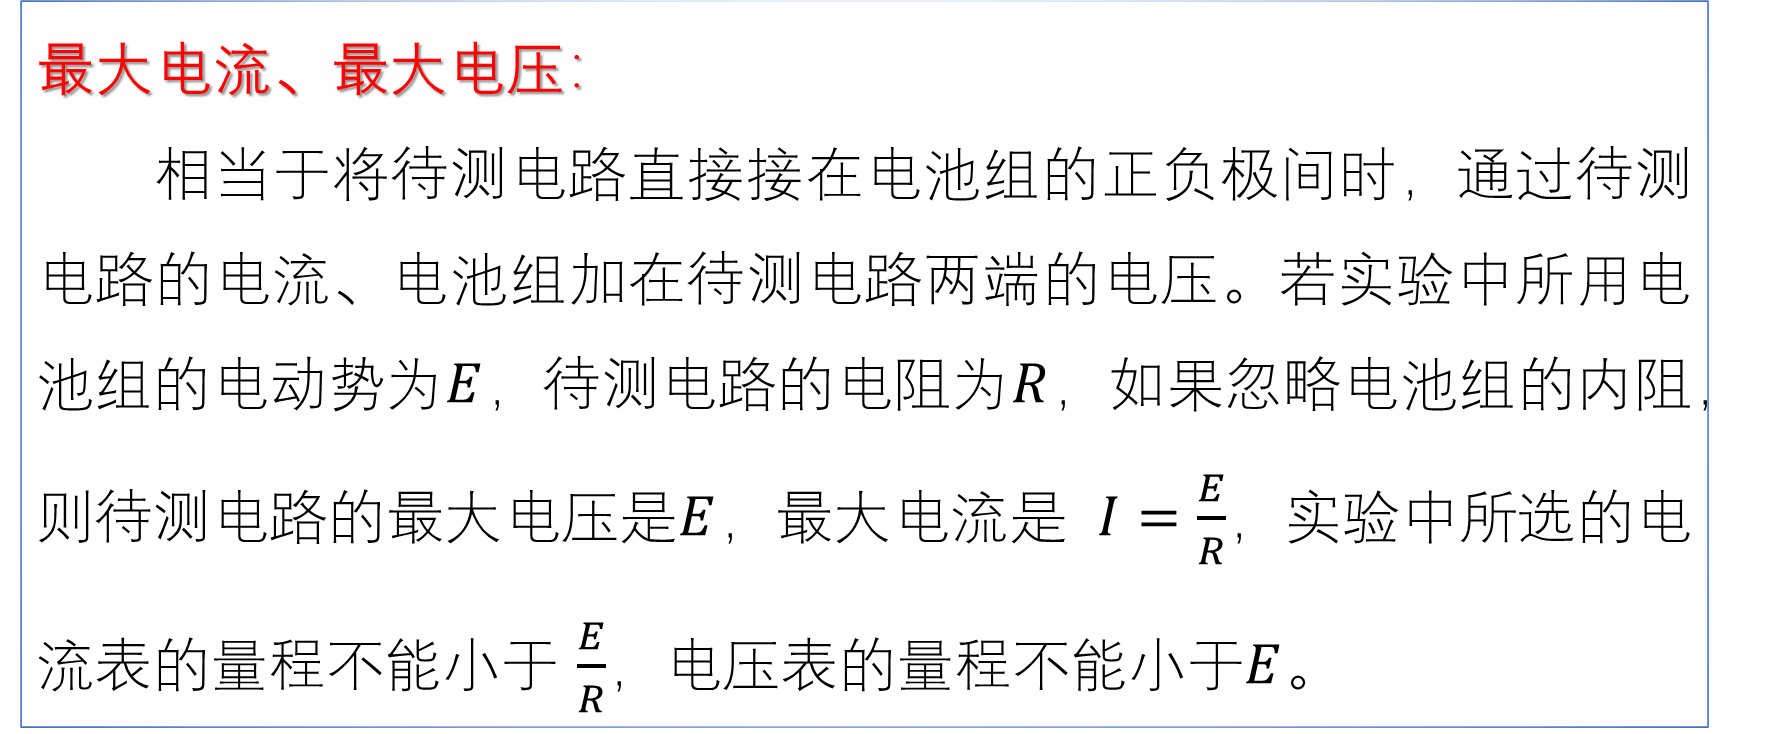 最大电流、最大电压：
相当于将待测电路直接接在电池组的正负极间时，通过待测
电路的电流、电池组加在待测电路两端的电压。若实验中所用电
池组的电动势为E，待测电路的电阻为R，如果忽略电池组的内阻，
则待测电路的最大电压是E，最大电流是 I = E/R，实验中所选的电
流表的量程不能小于 E/R，电压表的量程不能小于E。